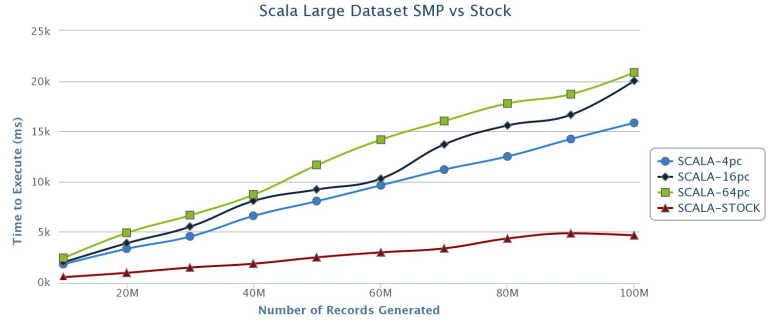 Scala Large Dataset SMP vs Stock
25k
20k
15k
10k
5k
0k
Time to Execute (ms)
20M
40M
60M
80M
100M
Number of Records Generated
SCALA-4pc
SCALA-16pc
SCALA-64pc
SCALA-STOCK